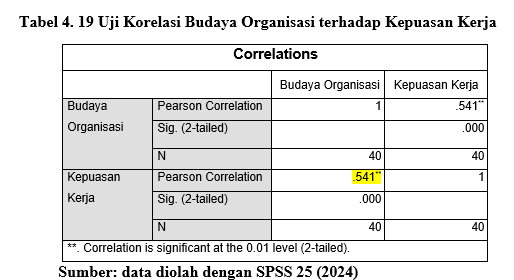 Tabel 4. 19 Uji Korelasi Budaya Organisasi terhadap Kepuasan Kerja
Correlations
Budaya Organisasi Kepuasan Kerja
Budaya Organisasi Pearson Correlation 1 .541**
Sig. (2-tailed) .000
N 40 40
Kepuasan Kerja Pearson Correlation .541** 1
Sig. (2-tailed) .000
N 40 40
**. Correlation is significant at the 0.01 level (2-tailed).
Sumber: data diolah dengan SPSS 25 (2024)